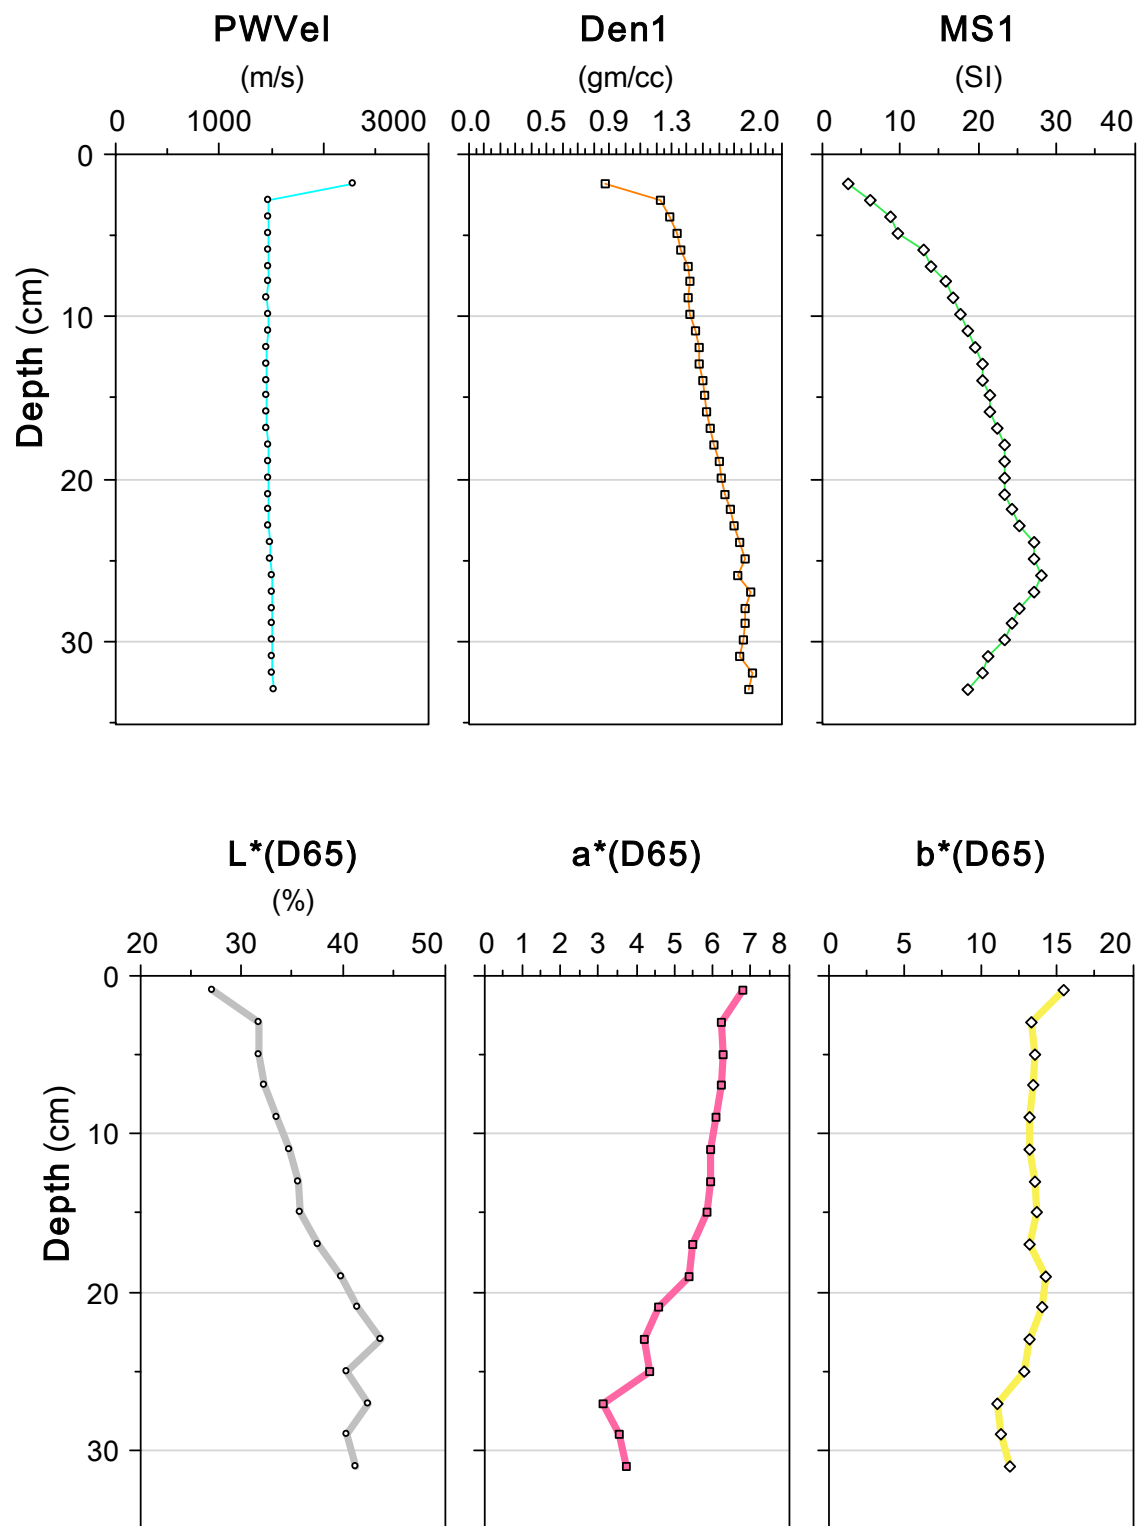 PWVel Den1 MS1
(m/s) (gm/cc) (SI)
0 1000 3000 0.0 0.5 0.9 1.3 2.0 0 10 20 30 40
0
10
20
30
Depth (cm)
L*(D65) a*(D65) b*(D65)
(%)
20 30 40 50 0 1 2 3 4 5 6 7 8 0 5 10 15 20
0
10
20
30
Depth (cm)